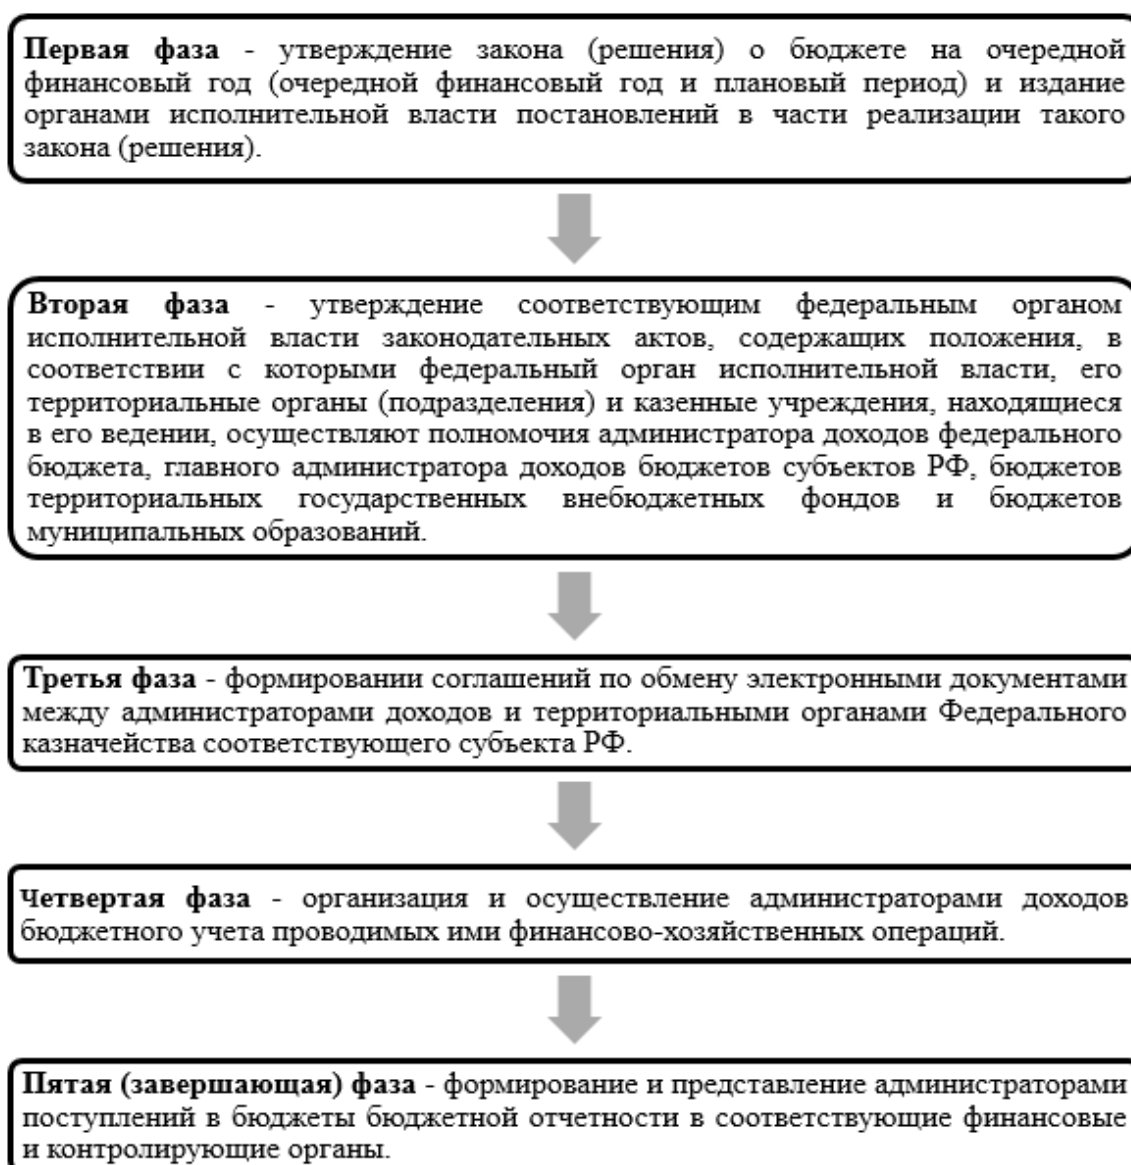 Первая фаза - утверждение закона (решения) о бюджете на очередной
финансовый год (очередной финансовый год и плановый период) и издание
органами исполнительной власти постановлений в части реализации такого
закона (решения).
Вторая фаза - утверждение соответствующим федеральным органом
исполнительной власти законодательных актов, содержащих положения, в
соответствии с которыми федеральный орган исполнительной власти, его
территориальные органы (подразделения) и казенные учреждения, находящиеся
в его ведении, осуществляют полномочия администратора доходов федерального
бюджета, главного администратора доходов бюджетов субъектов РФ, бюджетов
территориальных государственных внебюджетных фондов и бюджетов
муниципальных образований.
Третья фаза - формировании соглашений по обмену электронными документами
между администраторами доходов и территориальными органами Федерального
казначейства соответствующего субъекта РФ.
Четвертая фаза - организация и осуществление администраторами доходов
бюджетного учета проводимых ими финансово-хозяйственных операций.
Пятая (завершающая) фаза - формирование и представление администраторами
поступлений в бюджеты бюджетной отчетности в соответствующие финансовые
и контролирующие органы.